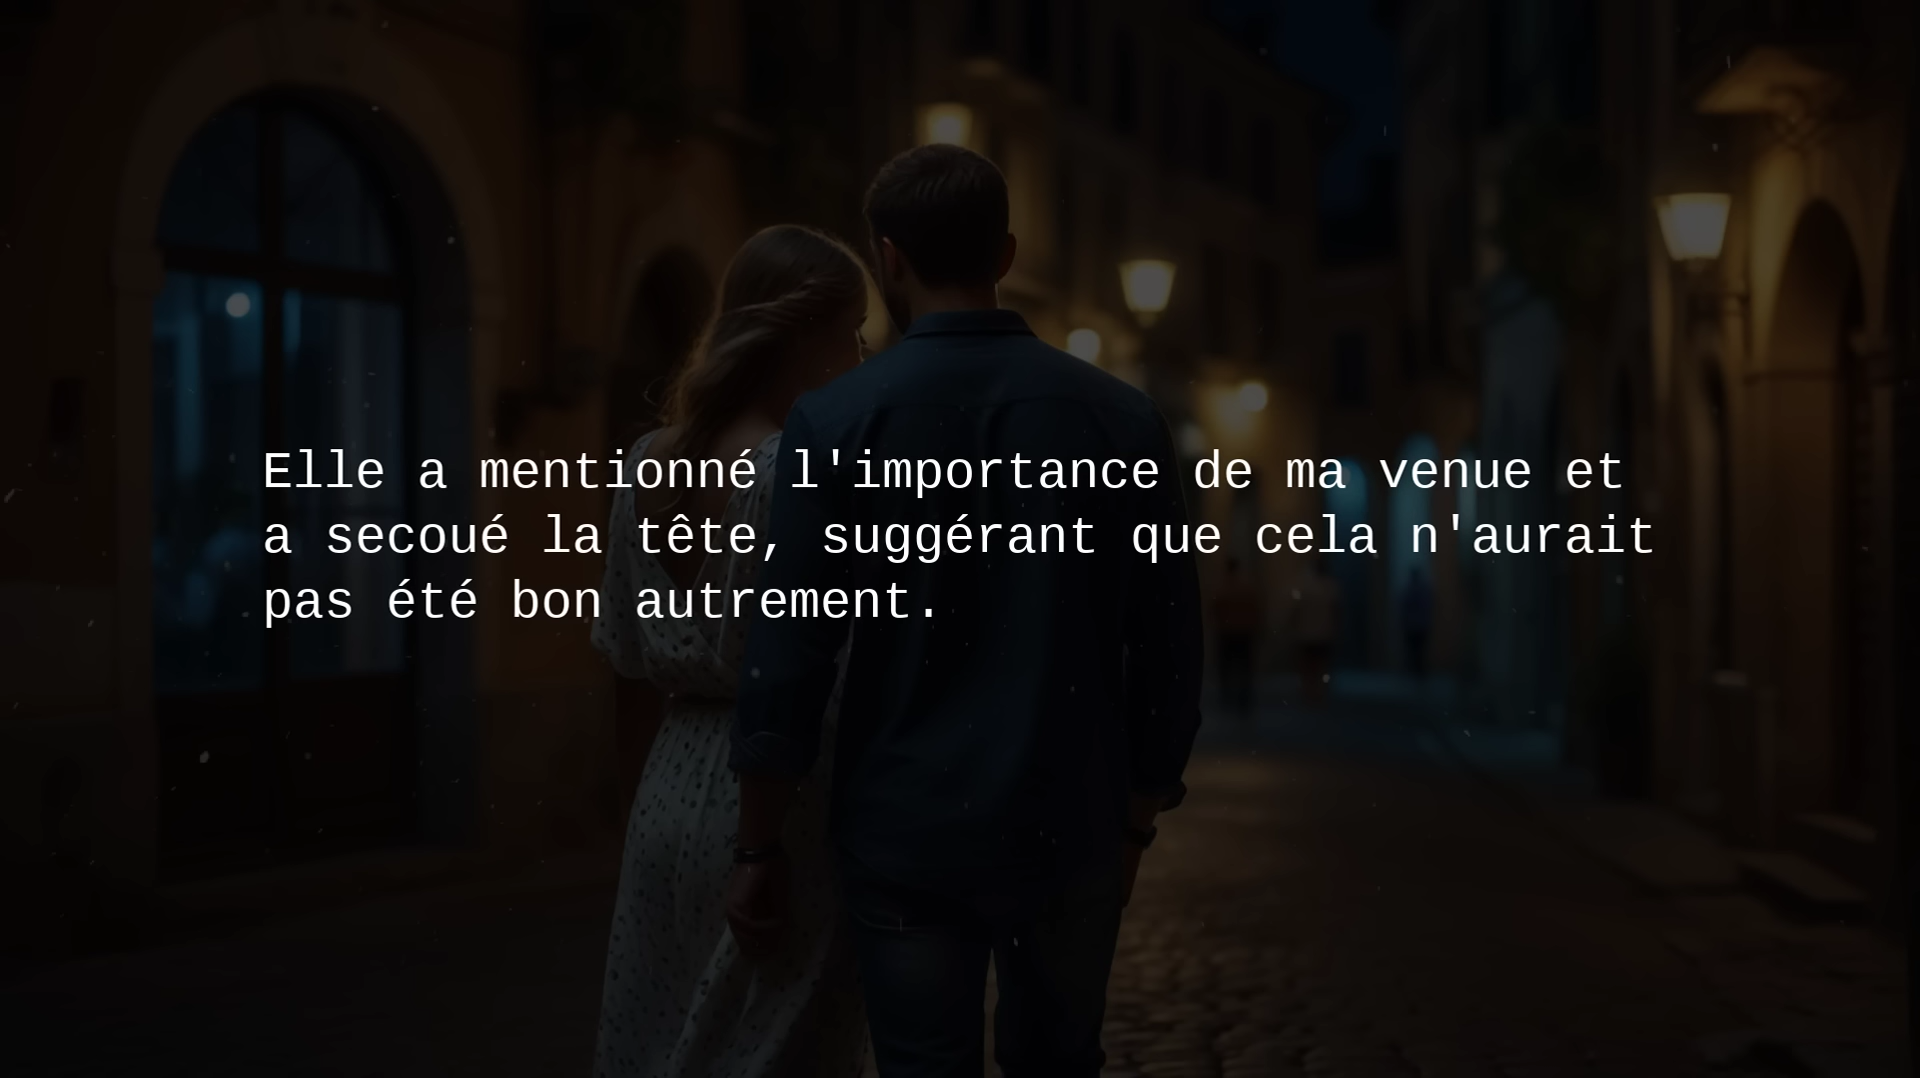 Elle a mentionné l'importance de ma venue et
a secoué la tête, suggérant que cela n'aurait
pas été bon autrement.